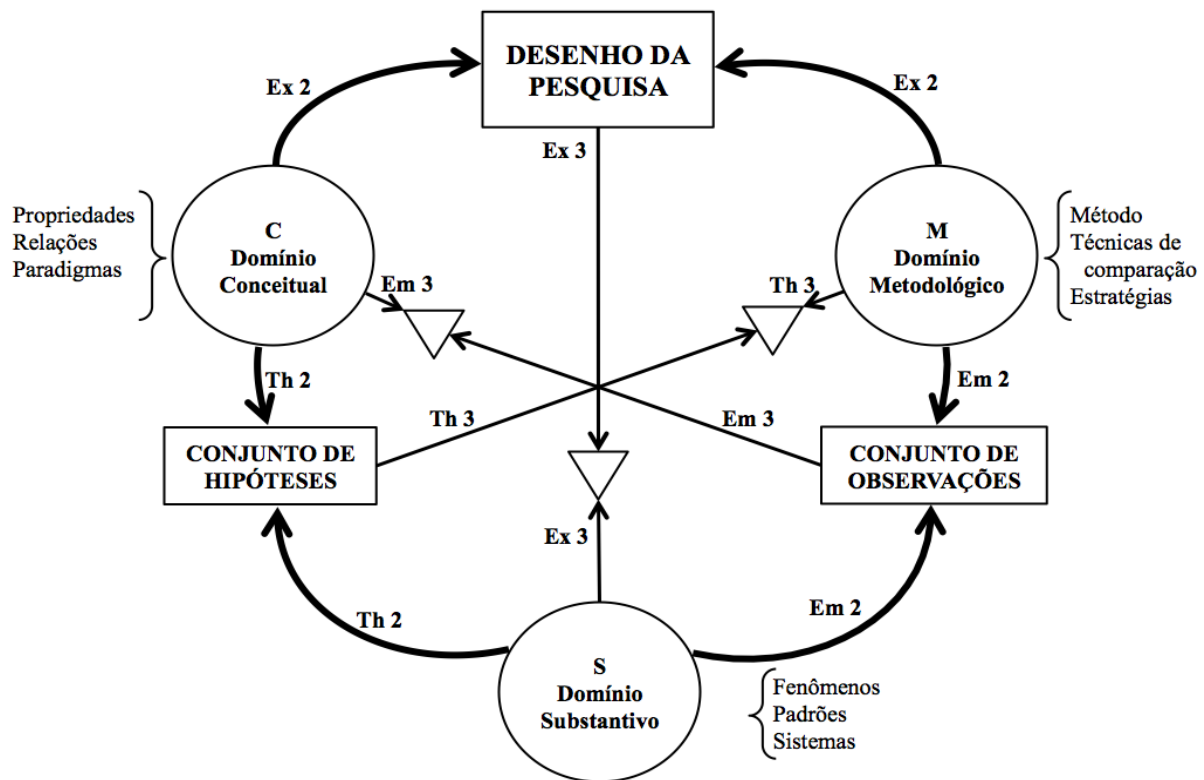 DESENHO DA
PESQUISA
Ex 2
Ex 2
Ex 3
Propriedades
Relações
Paradigmas
C
Domínio
Conceitual
M
Domínio
Metodológico
Método
Técnicas de
comparação
Estratégias
Em 3
Th 3
Th 2
Em 2
Th 3
Em 3
CONJUNTO DE
HIPÓTESES
CONJUNTO DE
OBSERVAÇÕES
Ex 3
Th 2
Em 2
S
Domínio
Substantivo
Fenômenos
Padrões
Sistemas